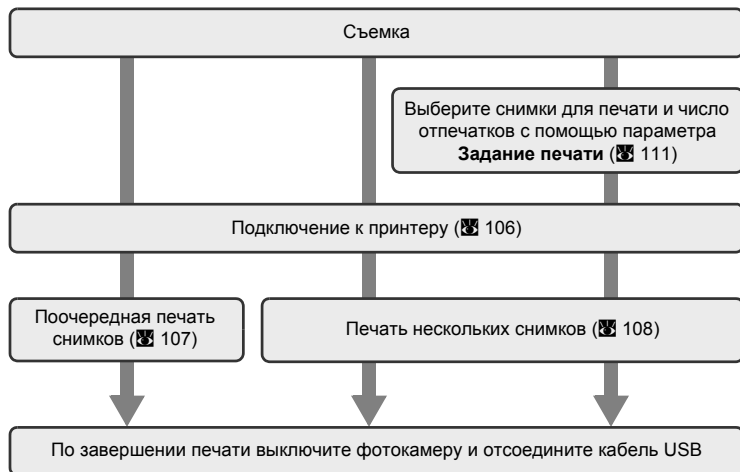 Съемка
Выберите снимки для печати и число
отпечатков с помощью параметра
Задание печати (111)
Подключение к принтеру (106)
Поочередная печать
снимков (107)
Печать нескольких снимков (108)
По завершении печати выключите фотокамеру и отсоедините кабель USB